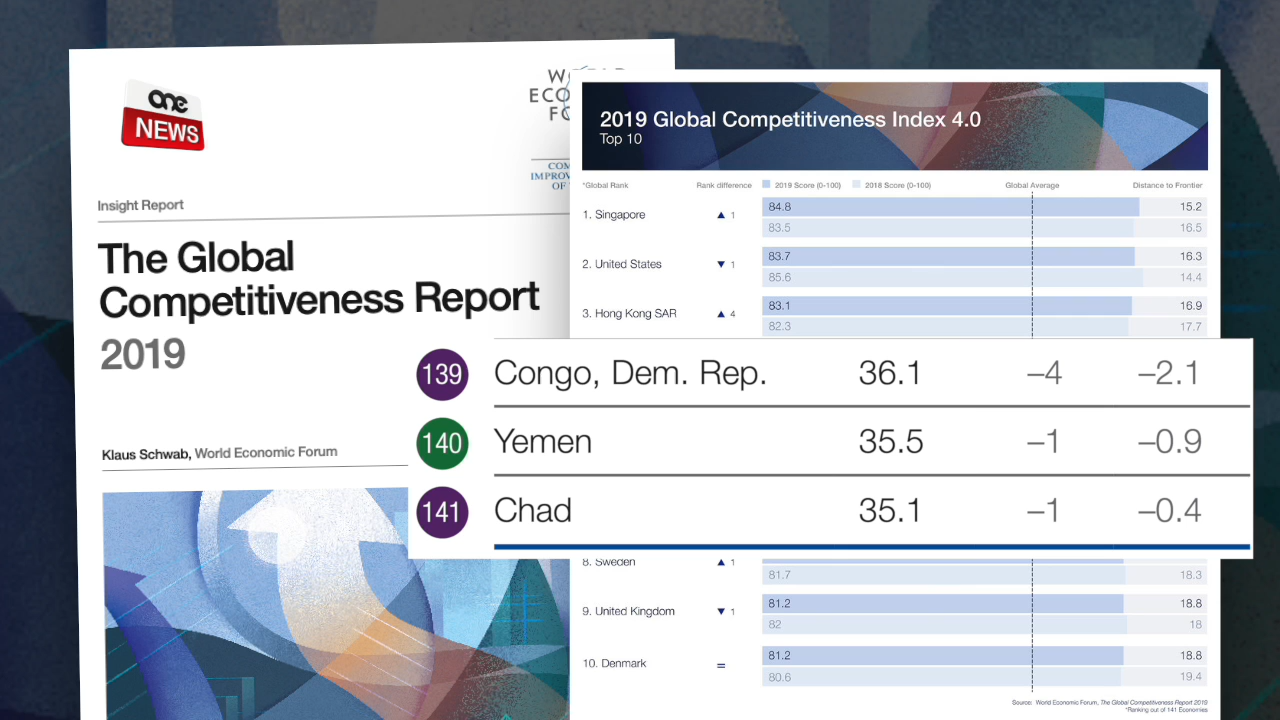 one
NEWS
Insight Report
The Global
Competitiveness Report
2019
Klaus Schwab, World Economic Forum
2019 Global Competitiveness Index 4.0
Top 10
*Global Rank Rank difference 2019 Score (0-100) 2018 Score (0-100) Global Average Distance to Frontier
1. Singapore ▲ 1 84.8 15.2
83.5 16.5
2. United States ▼ 1 83.7 16.3
85.6 14.4
3. Hong Kong SAR ▲ 4 83.1 16.9
82.3 17.7
139 Congo, Dem. Rep. 36.1 –4 –2.1
140 Yemen 35.5 –1 –0.9
141 Chad 35.1 –1 –0.4
8. Sweden ▲ 1
81.7 18.3
9. United Kingdom ▼ 1 81.2 18.8
82 18
10. Denmark = 81.2 18.8
80.6 19.4
Source: World Economic Forum, The Global Competitiveness Report 2019
*Ranking out of 141 Economies